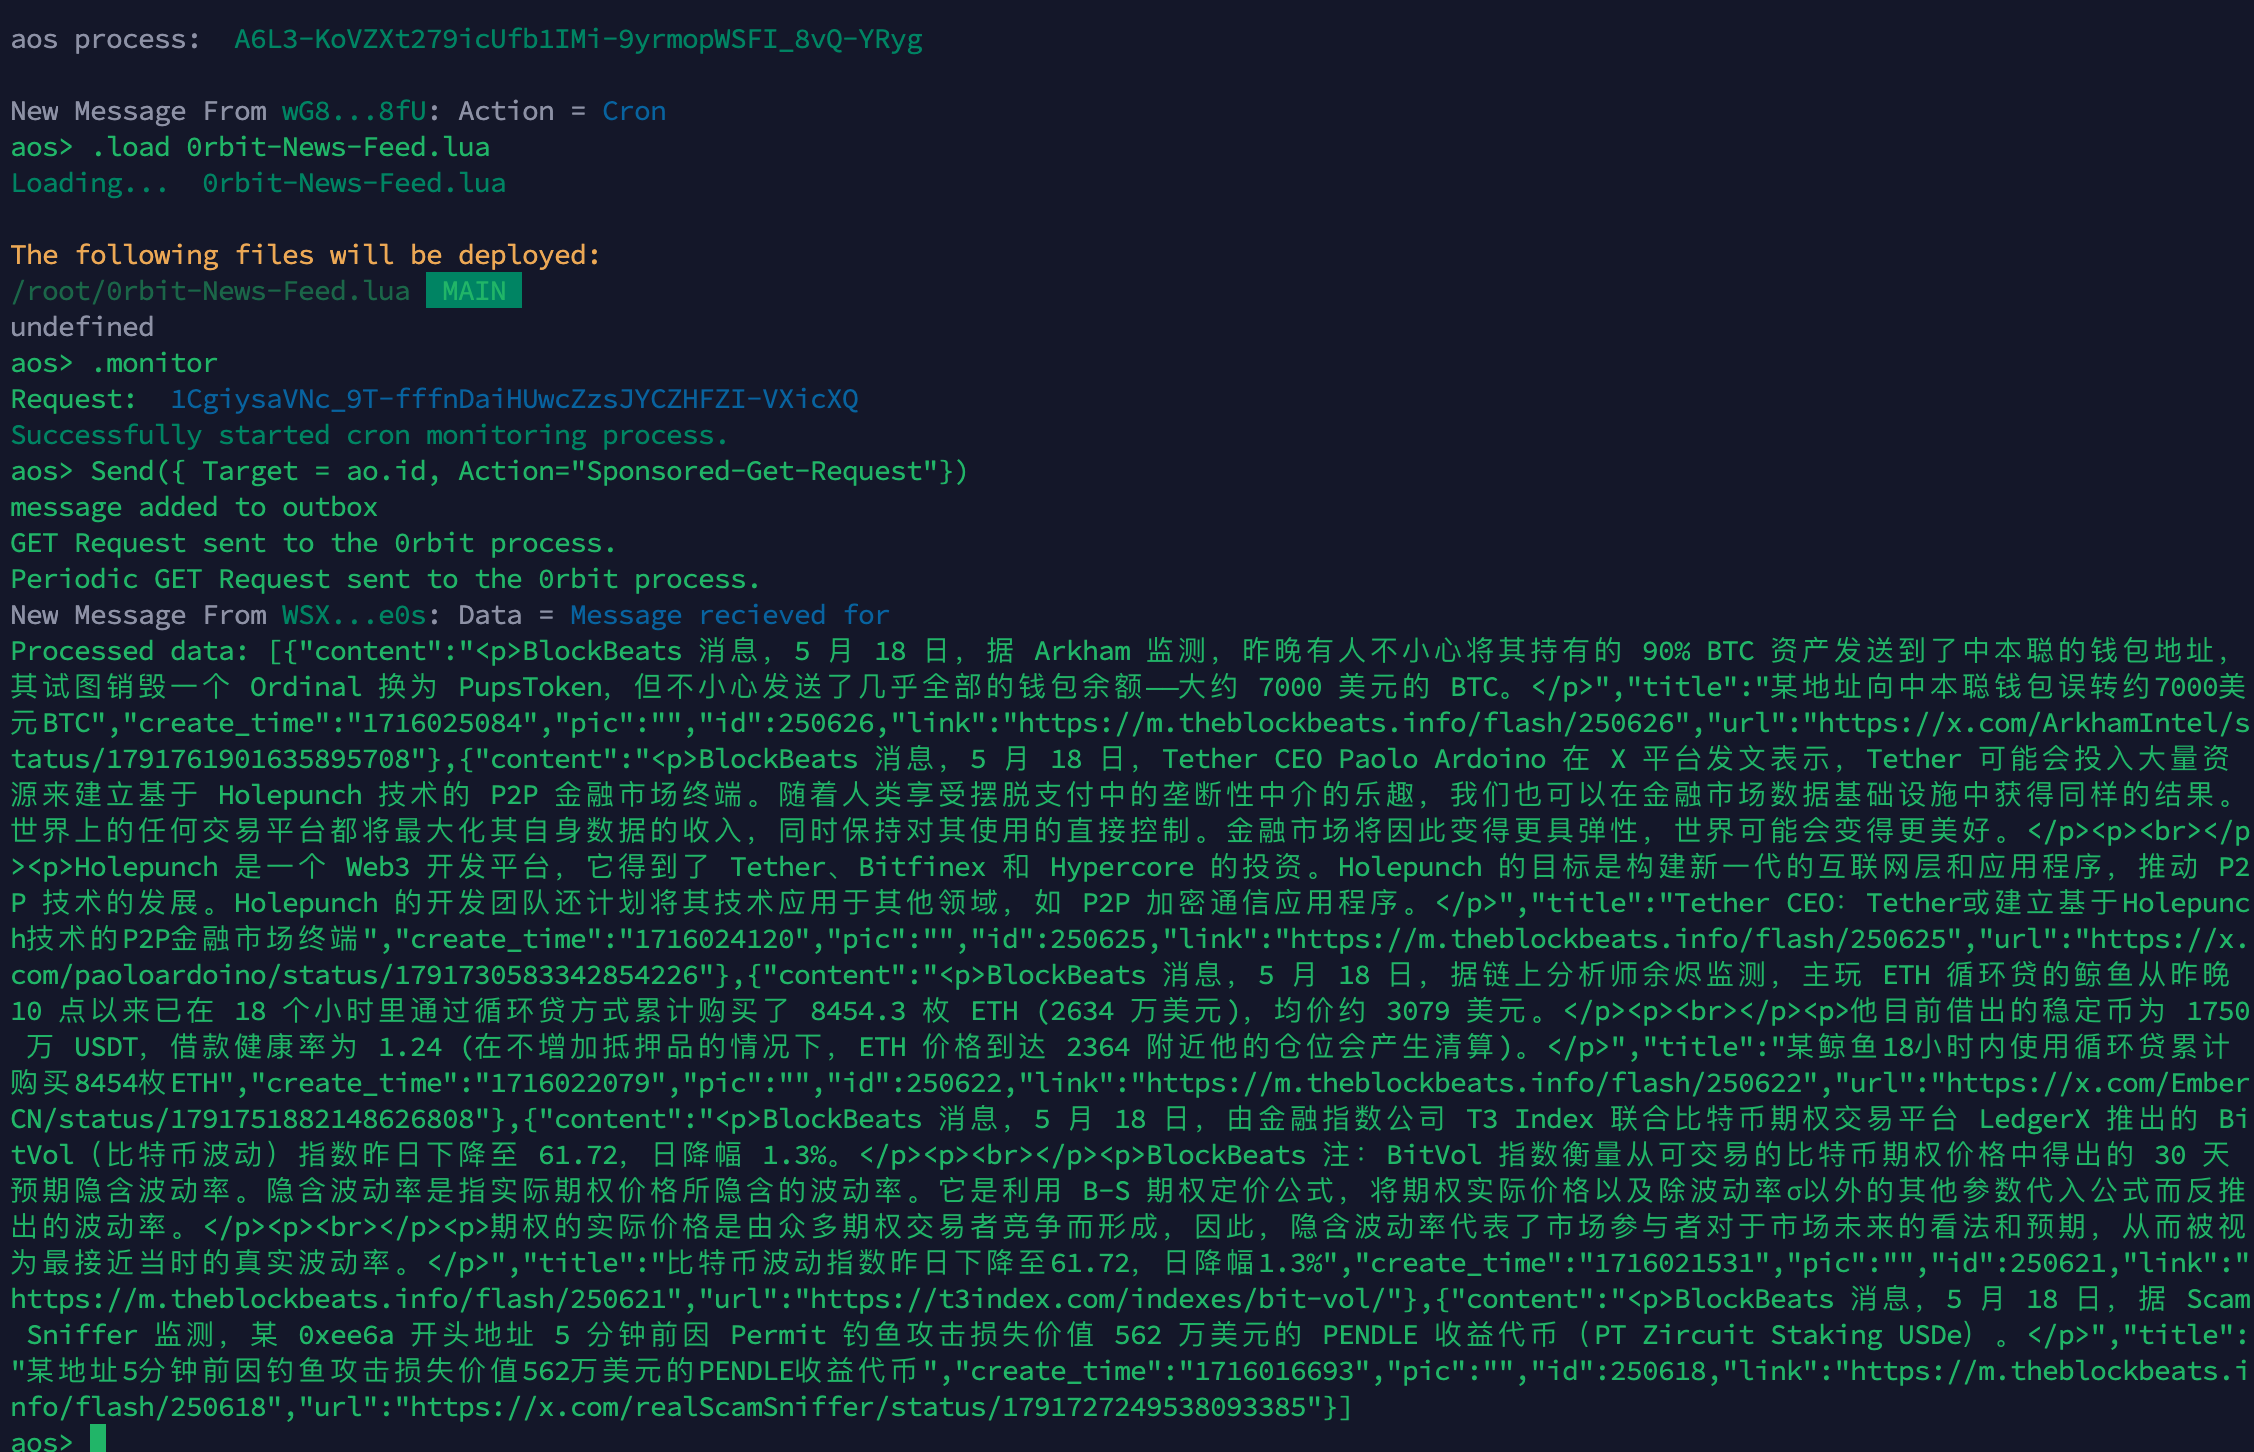 aos process:  A6L3-KoVZXt279icUfb1IMi-9yrmopWSFI_8vQ-YRyg
New Message From wG8...8fU: Action = Cron
aos> .load 0rbit-News-Feed.lua
Loading...  0rbit-News-Feed.lua
The following files will be deployed:
/root/0rbit-News-Feed.lua MAIN
undefined
aos> .monitor
Request:  1CgiysaVNc_9T-fffnDaiHUwcZzsJYCZHFZI-VXicXQ
Successfully started cron monitoring process.
aos> Send({ Target = ao.id, Action="Sponsored-Get-Request"})
message added to outbox
GET Request sent to the 0rbit process.
Periodic GET Request sent to the 0rbit process.
New Message From WSX...e0s: Data = Message recieved for
Processed data: [{"content":"<p>BlockBeats 消息，5 月 18 日，据 Arkham 监测，昨晚有人不小心将其持有的 90% BTC 资产发送到了中本聪的钱包地址，
其试图销毁一个 Ordinal 换为 PupsToken，但不小心发送了几乎全部的钱包余额——大约 7000 美元的 BTC。</p>","title":"某地址向中本聪钱包误转约7000美
元BTC","create_time":"1716025084","pic":"","id":250626,"link":"https://m.theblockbeats.info/flash/250626","url":"https://x.com/ArkhamIntel/s
tatus/1791761901635895708"},{"content":"<p>BlockBeats 消息，5 月 18 日，Tether CEO Paolo Ardoino 在 X 平台发文表示，Tether 可能会投入大量资
源来建立基于 Holepunch 技术的 P2P 金融市场终端。随着人类享受摆脱支付中的垄断性中介的乐趣，我们也可以在金融市场数据基础设施中获得同样的结果。
世界上的任何交易平台都将最大化其自身数据的收入，同时保持对其使用的直接控制。金融市场将因此变得更具弹性，世界可能会变得更美好。</p><p><br></p
><p>Holepunch 是一个 Web3 开发平台，它得到了 Tether、Bitfinex 和 Hypercore 的投资。Holepunch 的目标是构建新一代的互联网层和应用程序，推动 P2
P 技术的发展。Holepunch 的开发团队还计划将其技术应用于其他领域，如 P2P 加密通信应用程序。</p>","title":"Tether CEO：Tether或建立基于Holepunc
h技术的P2P金融市场终端","create_time":"1716024120","pic":"","id":250625,"link":"https://m.theblockbeats.info/flash/250625","url":"https://x.
com/paoloardoino/status/1791730583342854226"},{"content":"<p>BlockBeats 消息，5 月 18 日，据链上分析师余烬监测，主玩 ETH 循环贷的鲸鱼从昨晚
10 点以来已在 18 个小时里通过循环贷方式累计购买了 8454.3 枚 ETH (2634 万美元)，均价约 3079 美元。</p><p><br></p><p>他目前借出的稳定币为 1750
 万 USDT，借款健康率为 1.24 (在不增加抵押品的情况下，ETH 价格到达 2364 附近他的仓位会产生清算)。</p>","title":"某鲸鱼18小时内使用循环贷累计
购买8454枚ETH","create_time":"1716022079","pic":"","id":250622,"link":"https://m.theblockbeats.info/flash/250622","url":"https://x.com/Ember
CN/status/1791751882148626808"},{"content":"<p>BlockBeats 消息，5 月 18 日，由金融指数公司 T3 Index 联合比特币期权交易平台 LedgerX 推出的 Bi
tVol（比特币波动）指数昨日下降至 61.72，日降幅 1.3%。</p><p><br></p><p>BlockBeats 注：BitVol 指数衡量从可交易的比特币期权价格中得出的 30 天
预期隐含波动率。隐含波动率是指实际期权价格所隐含的波动率。它是利用 B-S 期权定价公式，将期权实际价格以及除波动率σ以外的其他参数代入公式而反推
出的波动率。</p><p><br></p><p>期权的实际价格是由众多期权交易者竞争而形成，因此，隐含波动率代表了市场参与者对于市场未来的看法和预期，从而被视
为最接近当时的真实波动率。</p>","title":"比特币波动指数昨日下降至61.72，日降幅1.3%","create_time":"1716021531","pic":"","id":250621,"link":"
https://m.theblockbeats.info/flash/250621","url":"https://t3index.com/indexes/bit-vol/"},{"content":"<p>BlockBeats 消息，5 月 18 日，据 Scam
 Sniffer 监测，某 0xee6a 开头地址 5 分钟前因 Permit 钓鱼攻击损失价值 562 万美元的 PENDLE 收益代币（PT Zircuit Staking USDe）。</p>","title":
"某地址5分钟前因钓鱼攻击损失价值562万美元的PENDLE收益代币","create_time":"1716016693","pic":"","id":250618,"link":"https://m.theblockbeats.i
nfo/flash/250618","url":"https://x.com/realScamSniffer/status/1791727249538093385"}]
aos>